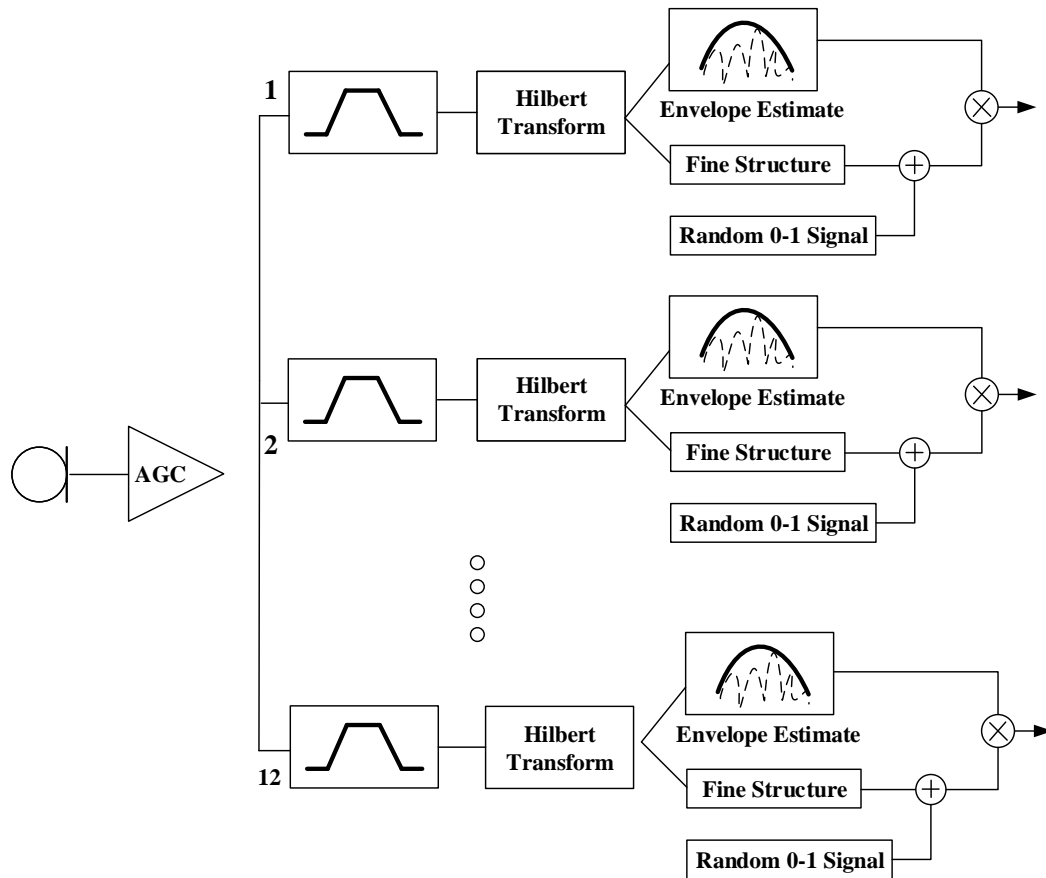 1
Hilbert
Transform
Envelope Estimate
Fine Structure
Random 0-1 Signal
2
Hilbert
Transform
Envelope Estimate
Fine Structure
Random 0-1 Signal
AGC
12
Hilbert
Transform
Envelope Estimate
Fine Structure
Random 0-1 Signal